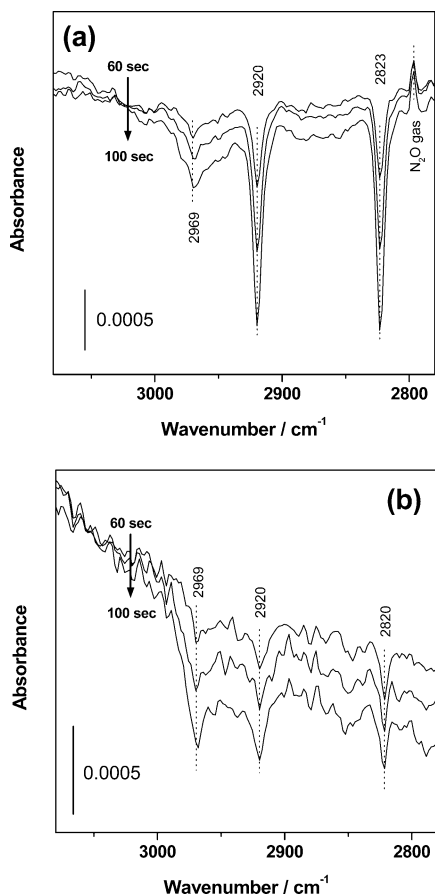 (a)
60 sec
100 sec
2969
2920
2823
N₂O gas
0.0005
Absorbance
3000
2900
2800
Wavenumber / cm⁻¹
(b)
60 sec
100 sec
2969
2920
2820
0.0005
Absorbance
3000
2900
2800
Wavenumber / cm⁻¹